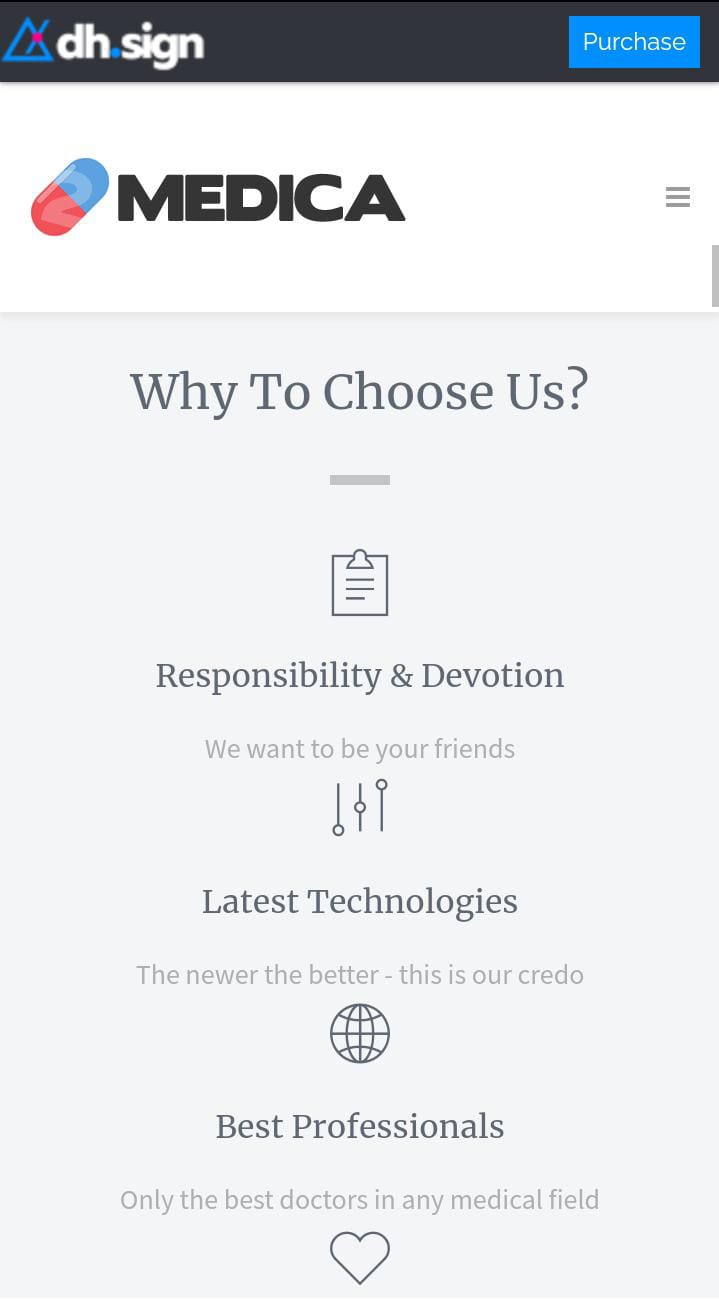 dh.sign
Purchase
MEDICA
Why To Choose Us?
Responsibility & Devotion
We want to be your friends
Latest Technologies
The newer the better - this is our credo
Best Professionals
Only the best doctors in any medical field